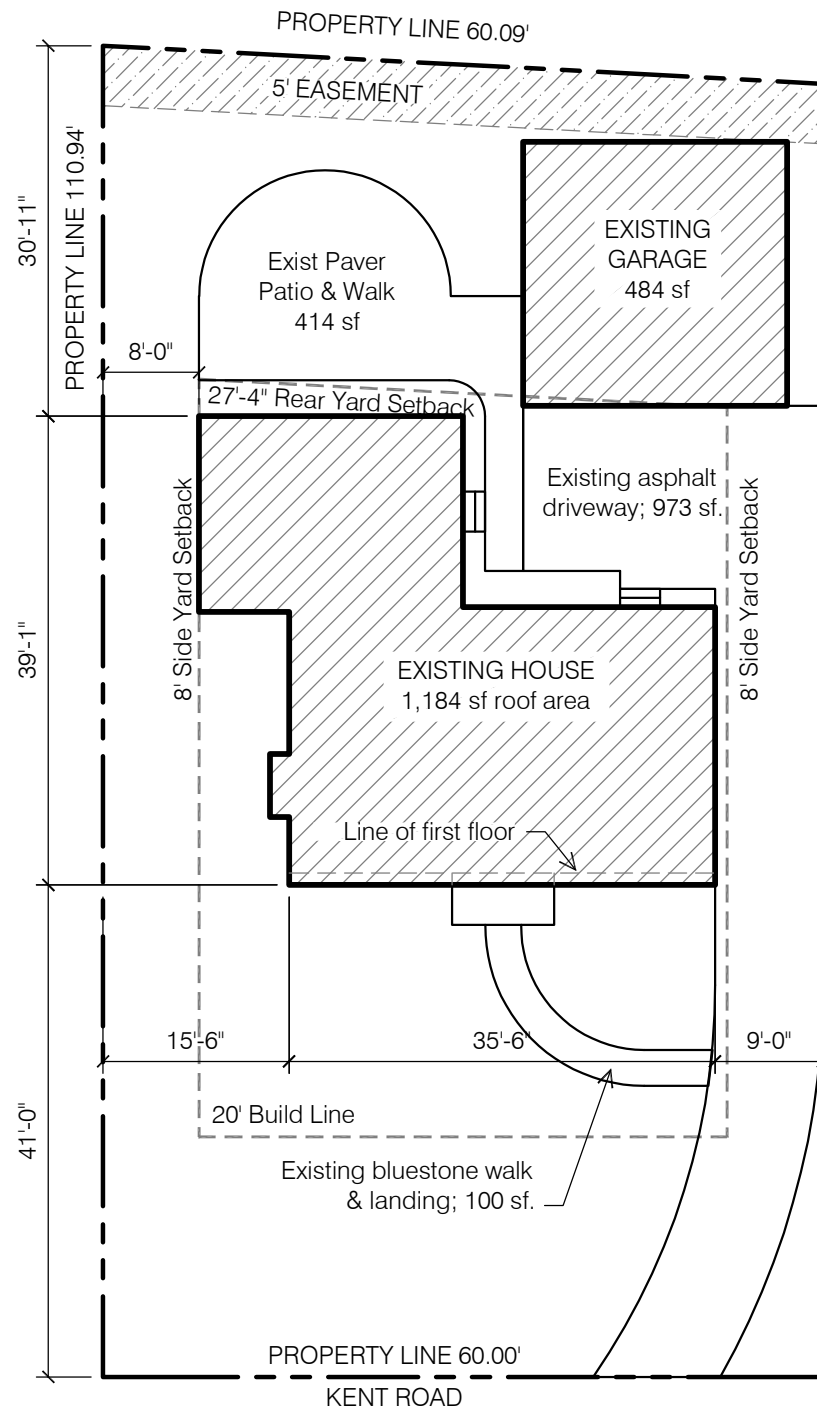 PROPERTY LINE 60.09'
5' EASEMENT
PROPERTY LINE 110.94'
30'-11"
EXISTING
GARAGE
484 sf
Exist Paver
Patio & Walk
414 sf
8'-0"
27'-4" Rear Yard Setback
Existing asphalt
driveway; 973 sf.
8' Side Yard Setback
8' Side Yard Setback
39'-1"
EXISTING HOUSE
1,184 sf roof area
Line of first floor
15'-6"
35'-6"
9'-0"
41'-0"
20' Build Line
Existing bluestone walk
& landing; 100 sf.
PROPERTY LINE 60.00'
KENT ROAD